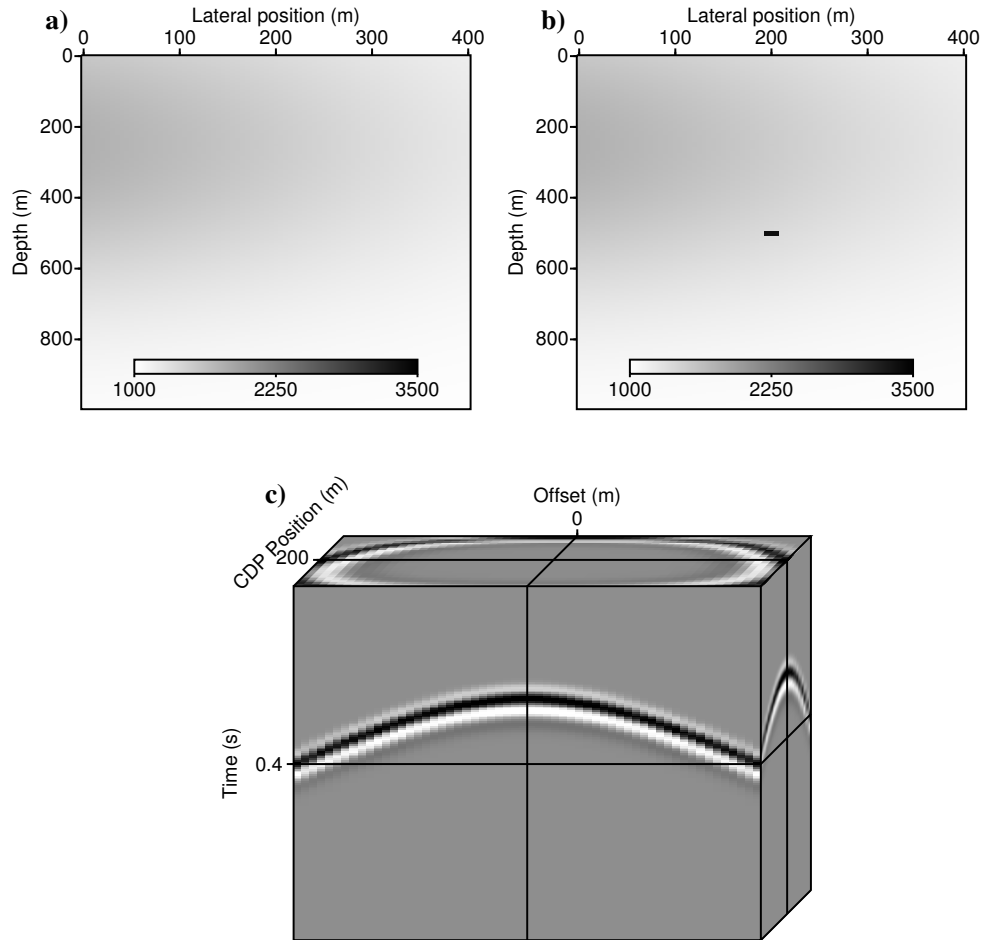 a)
Lateral position (m)
0 100 200 300 400
Depth (m)
0
200
400
600
800
1000 2250 3500
b)
Lateral position (m)
0 100 200 300 400
Depth (m)
0
200
400
600
800
1000 2250 3500
c)
Offset (m)
0
CDP Position (m)
200
Time (s)
0.4